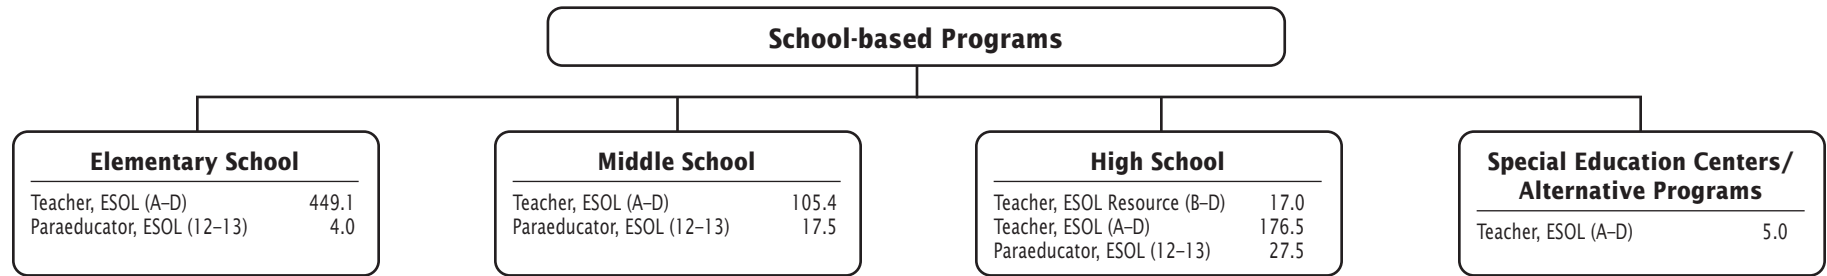 School-based Programs
Elementary School
Teacher, ESOL (A–D) 449.1
Paraeducator, ESOL (12–13) 4.0
Middle School
Teacher, ESOL (A–D) 105.4
Paraeducator, ESOL (12–13) 17.5
High School
Teacher, ESOL Resource (B–D) 17.0
Teacher, ESOL (A–D) 176.5
Paraeducator, ESOL (12–13) 27.5
Special Education Centers/
Alternative Programs
Teacher, ESOL (A–D) 5.0